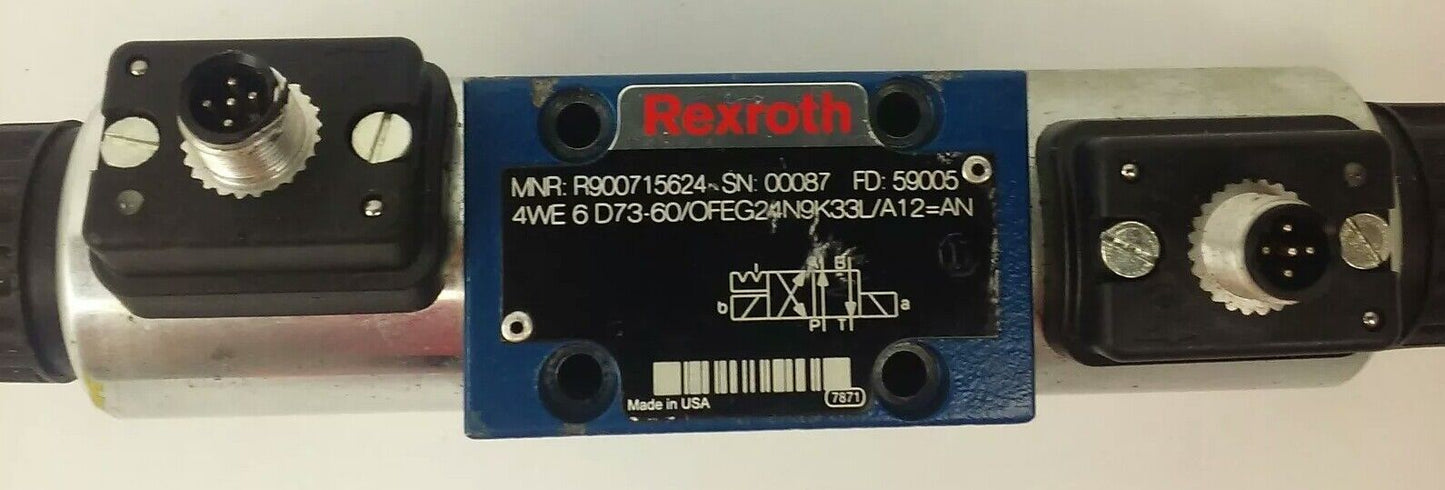 Rexroth
MNR: R900715624 SN: 00087 FD: 59005
4WE 6 D73-60/OFEG24N9K33L/A12=AN
A B
b a
P T
Made in USA
7871